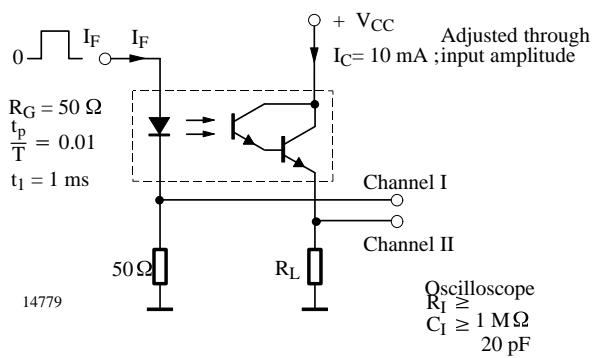 + V_CC
I_F
I_F
0
I_C = 10 mA ; Adjusted through
input amplitude
R_G = 50 Ω
t_p
T = 0.01
t_1 = 1 ms
Channel I
Channel II
50 Ω
R_L
14779
Oscilloscope
R_I ≥
C_I ≥ 1 MΩ
20 pF